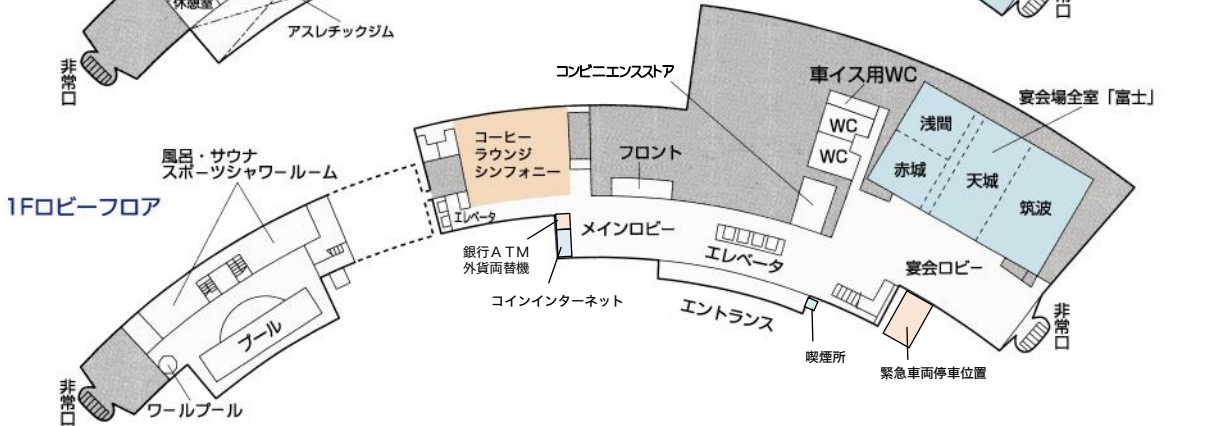 休憩室
アスレチックジム
非常口
非常口
コンビニエンスストア
車イス用WC
宴会場全室「富士」
WC
WC
浅間
赤城
天城
筑波
コーヒー
ラウンジ
シンフォニー
フロント
風呂・サウナ
スポーツシャワールーム
1Fロビーフロア
エレベータ
メインロビー
銀行ATM
外貨両替機
エレベータ
宴会ロビー
コインインターネット
エントランス
プール
喫煙所
緊急車両停車位置
非常口
非常口
ワールプール